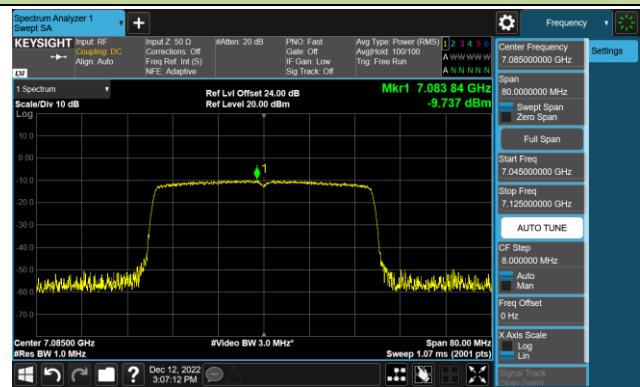 Spectrum Analyzer 1
Swept SA
Frequency
KEYSIGHT
Input: RF
Coupling: DC
Align: Auto
Input Z: 50 Ω
Corrections: Off
Freq Ref: Int (S)
NFE: Adaptive
#Atten: 20 dB
PNO: Fast
Gate: Off
IF Gain: Low
Sig Track: Off
Avg Type: Power (RMS)
Avg|Hold: 100/100
Trig: Free Run
1 2 3 4 5 6
A W W W W W
A N N N N N
LXI
1 Spectrum
Scale/Div 10 dB
Log
Ref Lvl Offset 24.00 dB
Ref Level 20.00 dBm
Mkr1 7.083 84 GHz
-9.737 dBm
1
10.0
0.00
-10.0
-20.0
-30.0
-40.0
-50.0
-60.0
-70.0
Center 7.08500 GHz
#Res BW 1.0 MHz
#Video BW 3.0 MHz*
Span 80.00 MHz
Sweep 1.07 ms (2001 pts)
Center Frequency
7.085000000 GHz
Span
80.0000000 MHz
Swept Span
Zero Span
Full Span
Start Freq
7.045000000 GHz
Stop Freq
7.125000000 GHz
AUTO TUNE
CF Step
8.000000 MHz
Auto
Man
Freq Offset
0 Hz
X Axis Scale
Log
Lin
Signal Track
(Span Zoom)
Settings
?
Dec 12, 2022
3:07:12 PM